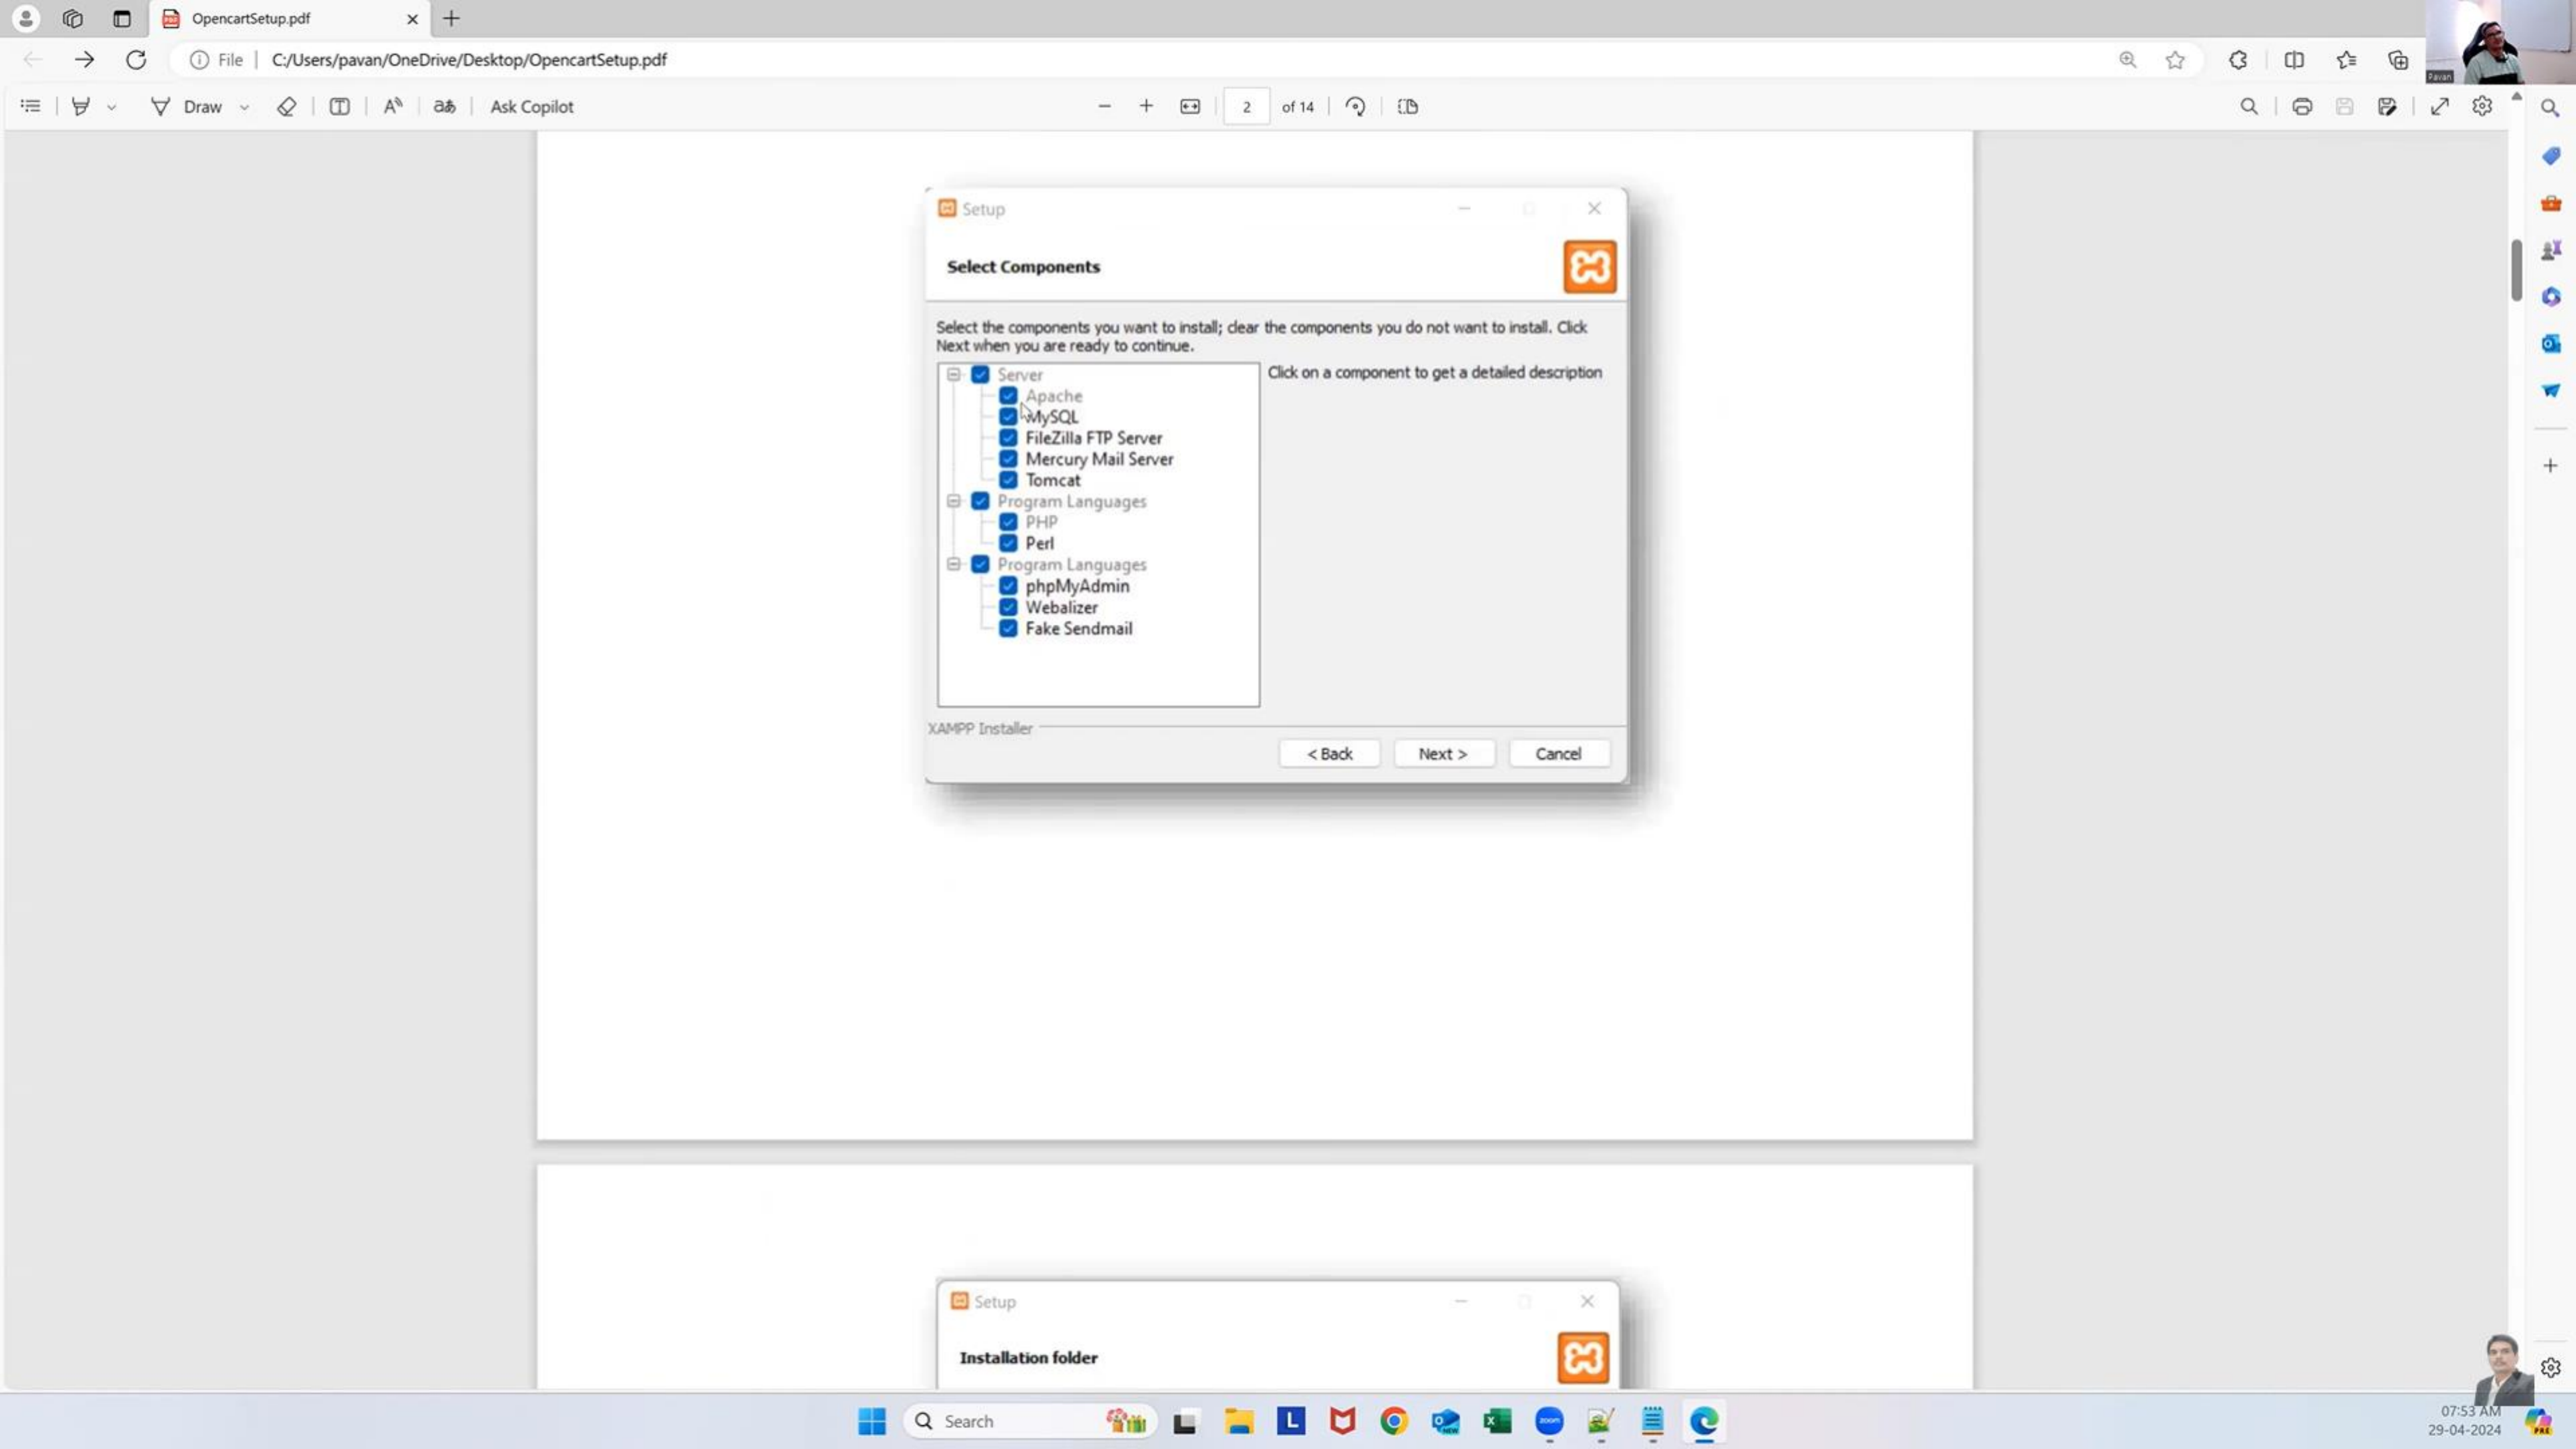 OpencartSetup.pdf
File
C:/Users/pavan/OneDrive/Desktop/OpencartSetup.pdf
Pavan
Draw
Ask Copilot
2 of 14
Setup
Select Components
Select the components you want to install; clear the components you do not want to install. Click
Next when you are ready to continue.
Server
Click on a component to get a detailed description
Apache
MySQL
FileZilla FTP Server
Mercury Mail Server
Tomcat
Program Languages
PHP
Perl
Program Languages
phpMyAdmin
Webalizer
Fake Sendmail
XAMPP Installer
< Back
Next >
Cancel
Setup
Installation folder
Search
L
zoom
07:53 AM
29-04-2024
PRE